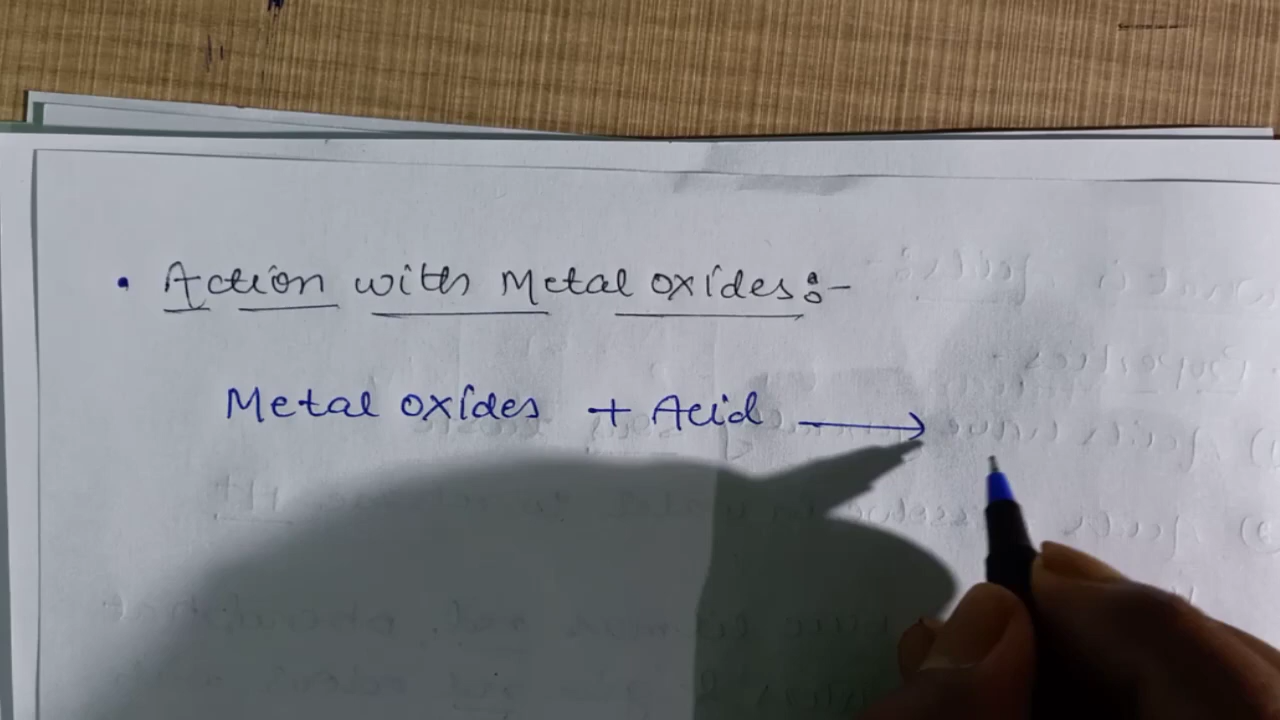 • Action with Metal oxides:-
Metal oxides + Acid ⟶